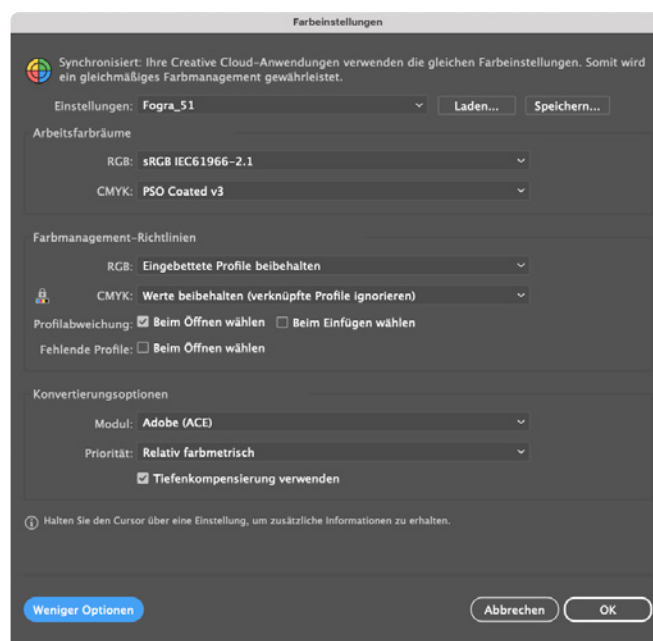 Farbeinstellungen
Synchronisiert: Ihre Creative Cloud-Anwendungen verwenden die gleichen Farbeinstellungen. Somit wird
ein gleichmäßiges Farbmanagement gewährleistet.
Einstellungen: Fogra_51 Laden... Speichern...
Arbeitsfarbräume
RGB: sRGB IEC61966-2.1
CMYK: PSO Coated v3
Farbmanagement-Richtlinien
RGB: Eingebettete Profile beibehalten
CMYK: Werte beibehalten (verknüpfte Profile ignorieren)
Profilabweichung: Beim Öffnen wählen Beim Einfügen wählen
Fehlende Profile: Beim Öffnen wählen
Konvertierungsoptionen
Modul: Adobe (ACE)
Priorität: Relativ farbmetrisch
Tiefenkompensierung verwenden
Halten Sie den Cursor über eine Einstellung, um zusätzliche Informationen zu erhalten.
Weniger Optionen Abbrechen OK